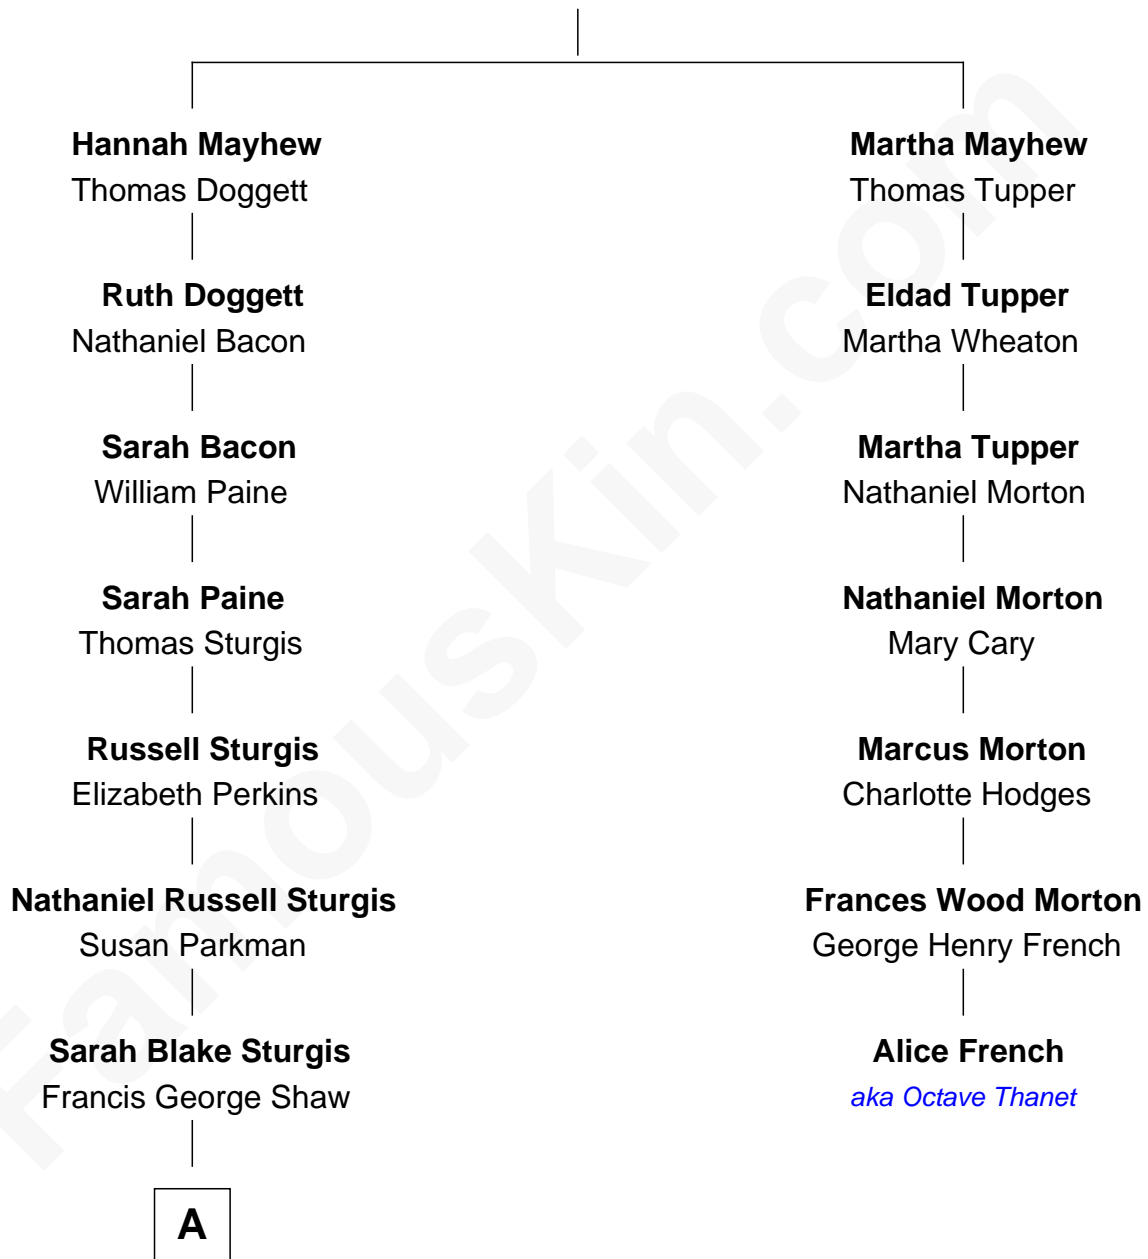 Hannah Mayhew
Thomas Doggett
Martha Mayhew
Thomas Tupper
Ruth Doggett
Nathaniel Bacon
Eldad Tupper
Martha Wheaton
Sarah Bacon
William Paine
Martha Tupper
Nathaniel Morton
Sarah Paine
Thomas Sturgis
Nathaniel Morton
Mary Cary
Russell Sturgis
Elizabeth Perkins
Marcus Morton
Charlotte Hodges
Nathaniel Russell Sturgis
Susan Parkman
Frances Wood Morton
George Henry French
Sarah Blake Sturgis
Francis George Shaw
Alice French
aka Octave Thanet
A
FamousKin.com